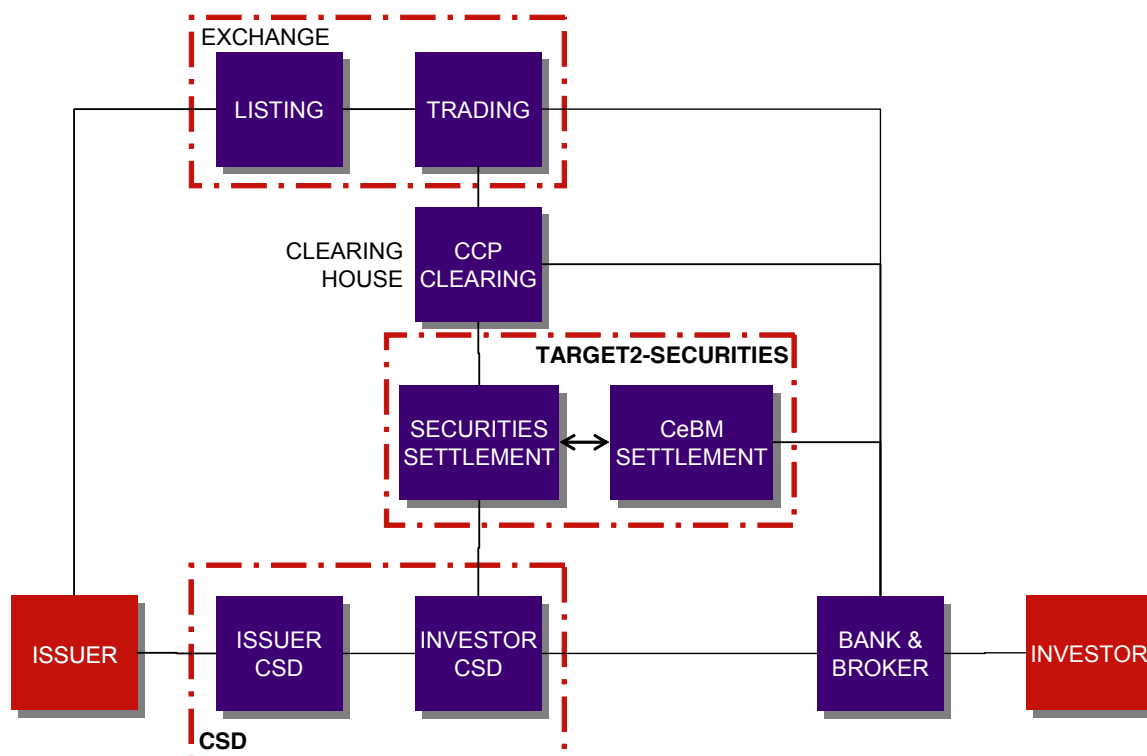 EXCHANGE
LISTING
TRADING
CLEARING
HOUSE
CCP
CLEARING
TARGET2-SECURITIES
SECURITIES
SETTLEMENT
CeBM
SETTLEMENT
ISSUER
ISSUER
CSD
INVESTOR
CSD
BANK &
BROKER
INVESTOR
CSD